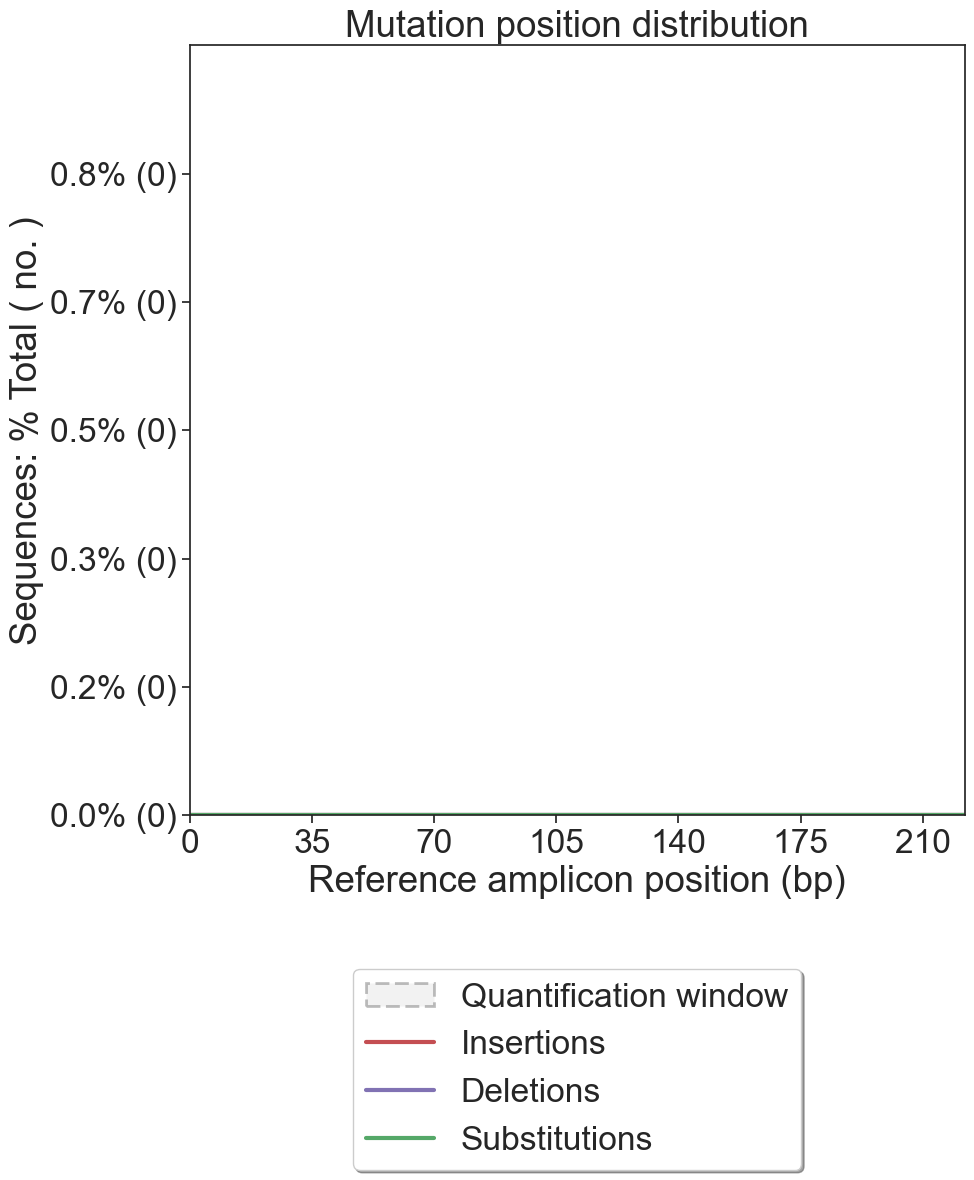 Mutation position distribution
Sequences: % Total ( no. )
0.8% (0)
0.7% (0)
0.5% (0)
0.3% (0)
0.2% (0)
0.0% (0)
0 35 70 105 140 175 210
Reference amplicon position (bp)
Quantification window
Insertions
Deletions
Substitutions